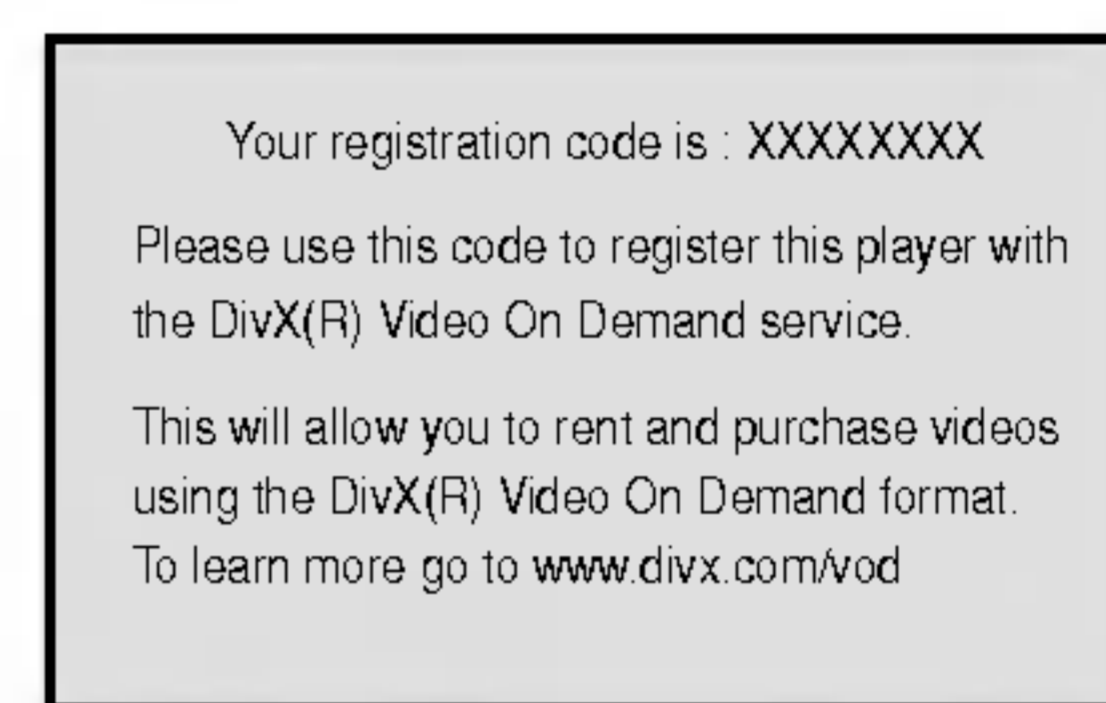 Your registration code is : XXXXXXXX
Please use this code to register this player with
the DivX(R) Video On Demand service.
This will allow you to rent and purchase videos
using the DivX(R) Video On Demand format.
To learn more go to www.divx.com/vod